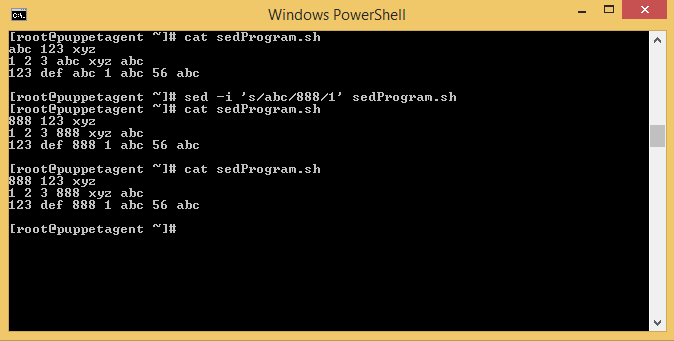 Windows PowerShell
[root@puppetagent ~]# cat sedProgram.sh
abc 123 xyz
1 2 3 abc xyz abc
123 def abc 1 abc 56 abc
[root@puppetagent ~]# sed -i 's/abc/888/1' sedProgram.sh
[root@puppetagent ~]# cat sedProgram.sh
888 123 xyz
1 2 3 888 xyz abc
123 def 888 1 abc 56 abc
[root@puppetagent ~]# cat sedProgram.sh
888 123 xyz
1 2 3 888 xyz abc
123 def 888 1 abc 56 abc
[root@puppetagent ~]#